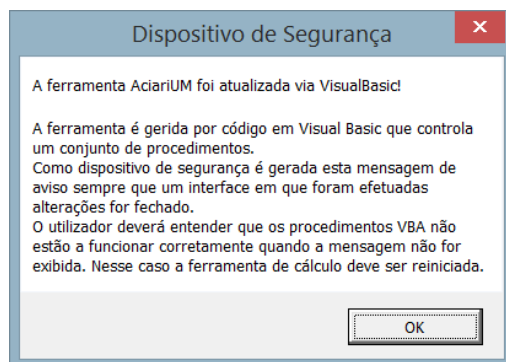 Dispositivo de Segurança
A ferramenta AciariUM foi atualizada via VisualBasic!
A ferramenta é gerida por código em Visual Basic que controla
um conjunto de procedimentos.
Como dispositivo de segurança é gerada esta mensagem de
aviso sempre que um interface em que foram efetuadas
alterações for fechado.
O utilizador deverá entender que os procedimentos VBA não
estão a funcionar corretamente quando a mensagem não for
exibida. Nesse caso a ferramenta de cálculo deve ser reiniciada.
OK